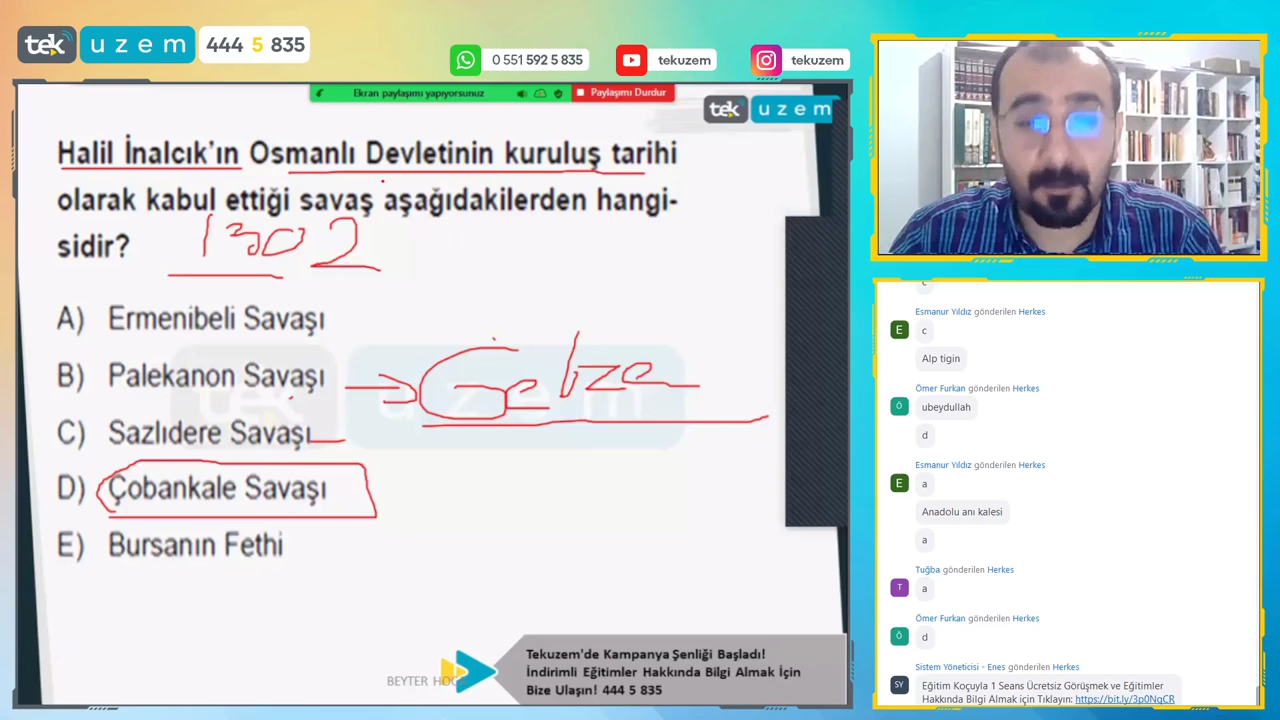 tek uzem 444 5 835
0 551 592 5 835
tekuzem
tekuzem
Ekran paylaşımı yapıyorsunuz
Paylaşımı Durdur
tek uzem
Halil İnalcık’ın Osmanlı Devletinin kuruluş tarihi
olarak kabul ettiği savaş aşağıdakilerden hangi-
sidir?
1302
A) Ermenibeli Savaşı
B) Palekanon Savaşı
Gebze
C) Sazlıdere Savaşı
D) Çobankale Savaşı
E) Bursanın Fethi
tek uzem
BEYTER HO
Tekuzem'de Kampanya Şenliği Başladı!
İndirimli Eğitimler Hakkında Bilgi Almak İçin
Bize Ulaşın! 444 5 835
c
Esmanur Yıldız gönderilen Herkes
E
c
Alp tigin
Ömer Furkan gönderilen Herkes
Ö
ubeydullah
d
Esmanur Yıldız gönderilen Herkes
E
a
Anadolu anı kalesi
a
Tuğba gönderilen Herkes
T
a
Ömer Furkan gönderilen Herkes
Ö
d
Sistem Yöneticisi - Enes gönderilen Herkes
SY
Eğitim Koçuyla 1 Seans Ücretsiz Görüşmek ve Eğitimler
Hakkında Bilgi Almak için Tıklayın: https://bit.ly/3p0NqCR